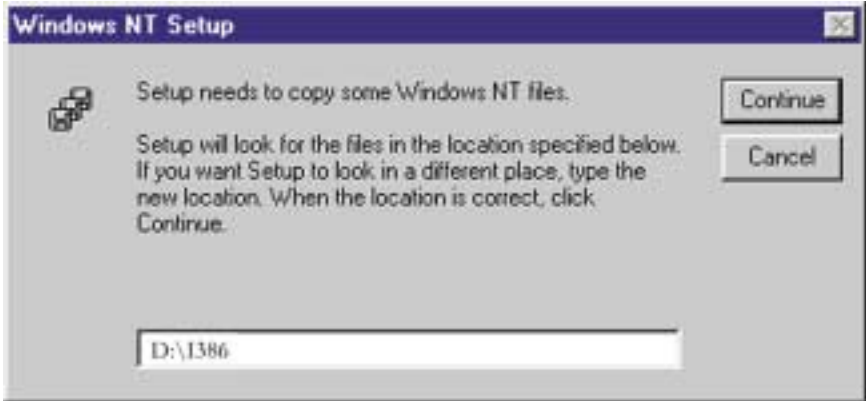 Windows NT Setup
Setup needs to copy some Windows NT files.
Continue
Setup will look for the files in the location specified below.
If you want Setup to look in a different place, type the
new location. When the location is correct, click
Continue.
Cancel
D:\I386